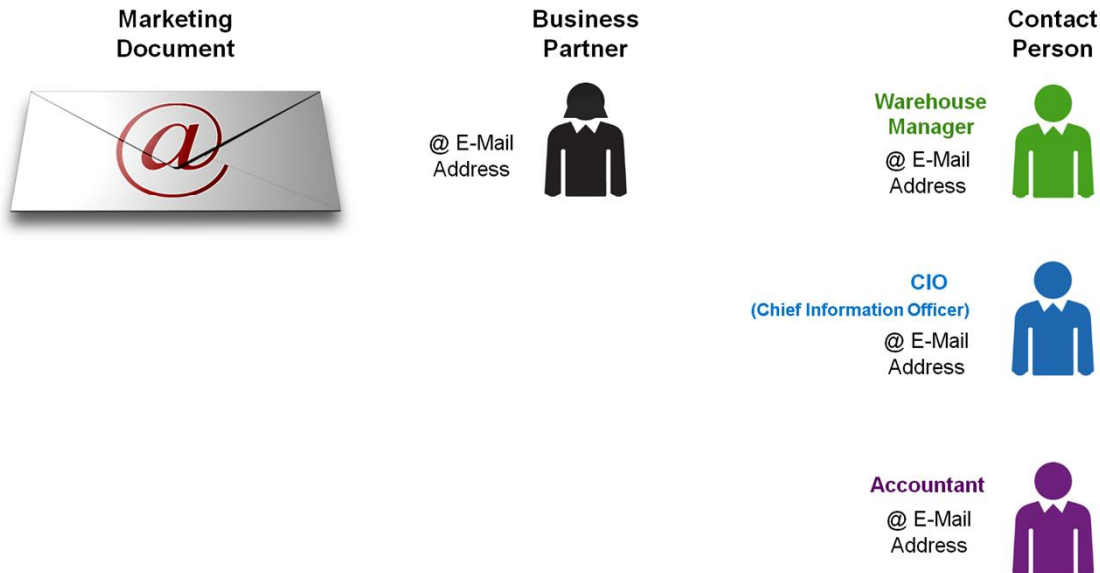 Marketing
Document
Business
Partner
Contact
Person
@
@ E-Mail
Address
Warehouse
Manager
@ E-Mail
Address
CIO
(Chief Information Officer)
@ E-Mail
Address
Accountant
@ E-Mail
Address